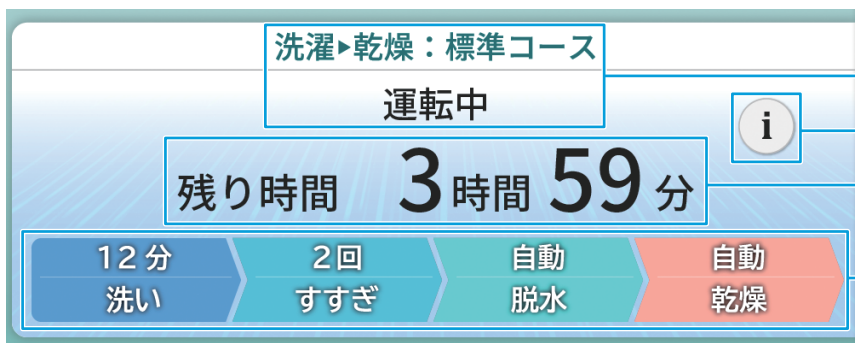 洗濯▶乾燥：標準コース
運転中
i
残り時間 3時間 59分
12分 2回 自動 自動
洗い すすぎ 脱水 乾燥